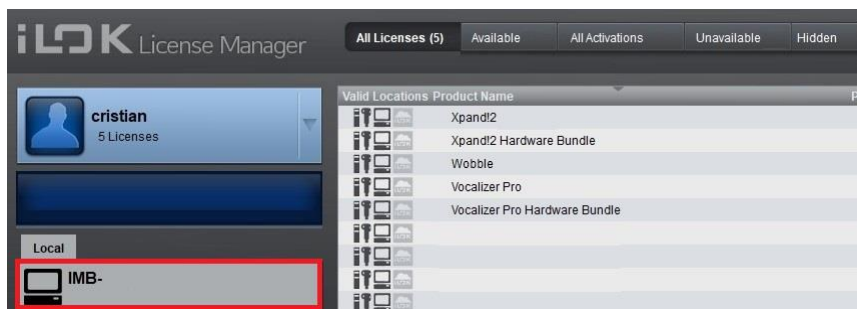 iLOK License Manager
All Licenses (5) Available All Activations Unavailable Hidden
cristian
5 Licenses
Valid Locations Product Name P
Xpand!2
Xpand!2 Hardware Bundle
Wobble
Vocalizer Pro
Vocalizer Pro Hardware Bundle
Local
IMB-